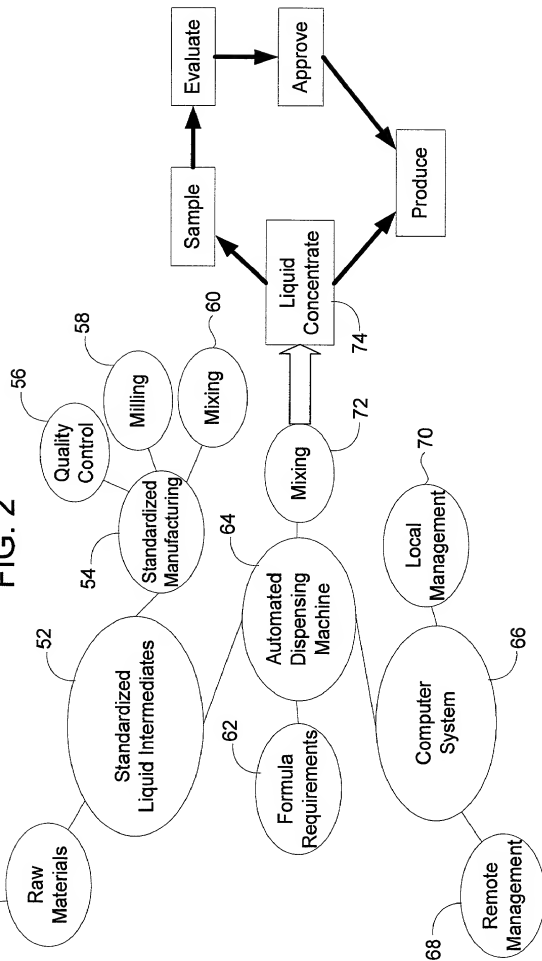 FIG. 2
Raw
Materials
52
Standardized
Liquid Intermediates
54
Standardized
Manufacturing
56
Quality
Control
58
Milling
60
Mixing
62
Formula
Requirements
64
Automated
Dispensing
Machine
72
Mixing
74
Liquid
Concentrate
Sample
Evaluate
Approve
Produce
66
Computer
System
68
Remote
Management
70
Local
Management